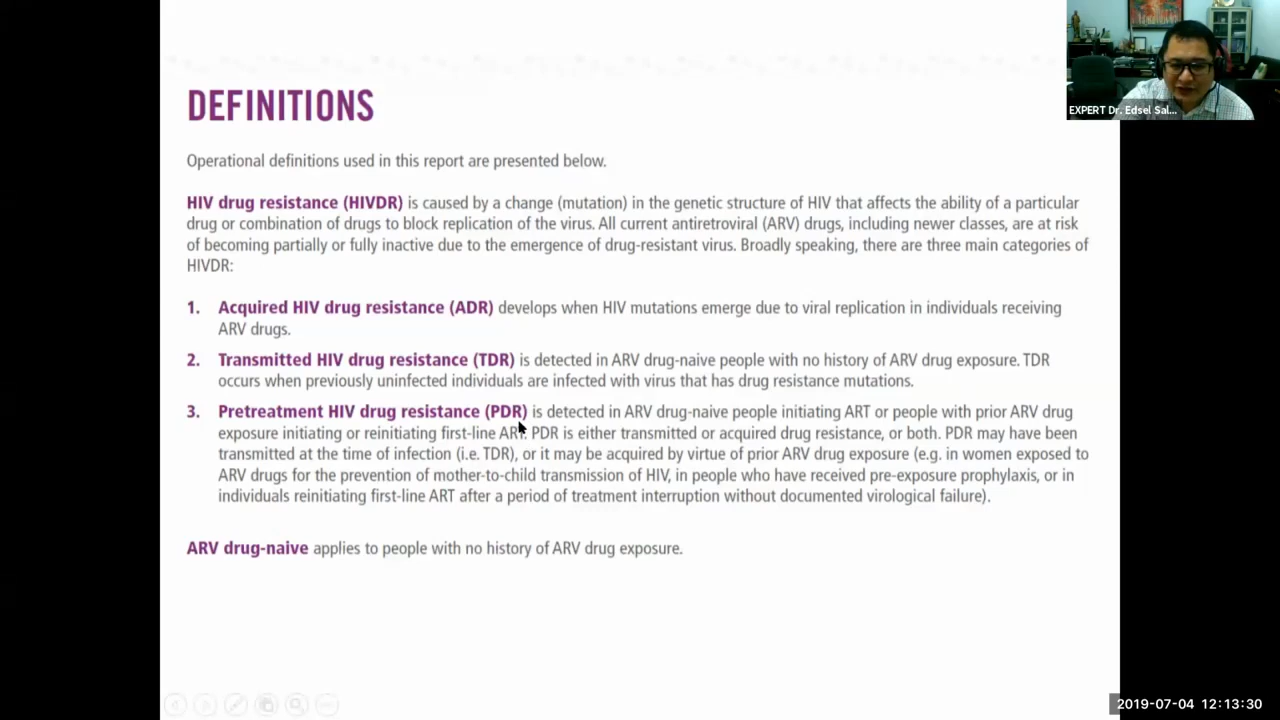 DEFINITIONS
Operational definitions used in this report are presented below.
HIV drug resistance (HIVDR) is caused by a change (mutation) in the genetic structure of HIV that affects the ability of a particular
drug or combination of drugs to block replication of the virus. All current antiretroviral (ARV) drugs, including newer classes, are at risk
of becoming partially or fully inactive due to the emergence of drug-resistant virus. Broadly speaking, there are three main categories of
HIVDR:
1. Acquired HIV drug resistance (ADR) develops when HIV mutations emerge due to viral replication in individuals receiving
ARV drugs.
2. Transmitted HIV drug resistance (TDR) is detected in ARV drug-naive people with no history of ARV drug exposure. TDR
occurs when previously uninfected individuals are infected with virus that has drug resistance mutations.
3. Pretreatment HIV drug resistance (PDR) is detected in ARV drug-naive people initiating ART or people with prior ARV drug
exposure initiating or reinitiating first-line ART. PDR is either transmitted or acquired drug resistance, or both. PDR may have been
transmitted at the time of infection (i.e. TDR), or it may be acquired by virtue of prior ARV drug exposure (e.g. in women exposed to
ARV drugs for the prevention of mother-to-child transmission of HIV, in people who have received pre-exposure prophylaxis, or in
individuals reinitiating first-line ART after a period of treatment interruption without documented virological failure).
ARV drug-naive applies to people with no history of ARV drug exposure.
EXPERT Dr. Edsel Sal...
2019-07-04 12:13:30